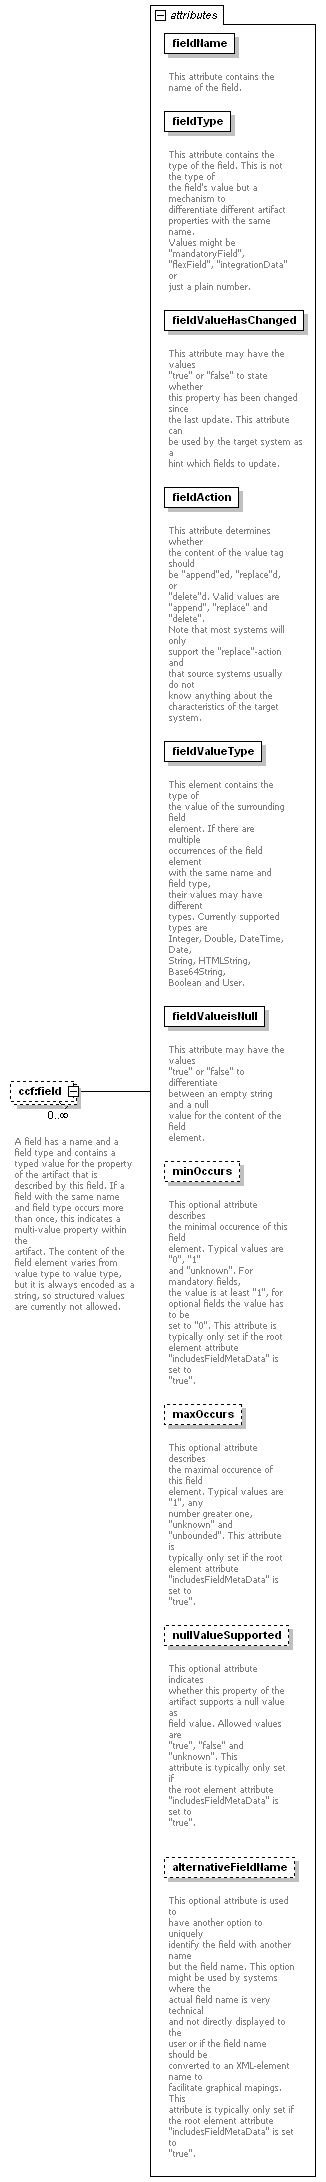 attributes
fieldName
This attribute contains the
name of the field.
fieldType
This attribute contains the
type of the field. This is not
the type of
the field's value but a
mechanism to
differentiate different artifact
properties with the same
name.
Values might be
"mandatoryField",
"flexField", "integrationData"
or
just a plain number.
fieldValueHasChanged
This attribute may have the
values
"true" or "false" to state
whether
this property has been changed
since
the last update. This attribute
can
be used by the target system as
a
hint which fields to update.
fieldAction
This attribute determines
whether
the content of the value tag
should
be "append"ed, "replace"d,
or
"delete"d. Valid values are
"append", "replace" and
"delete".
Note that most systems will
only
support the "replace"-action
and
that source systems usually
do not
know anything about the
characteristics of the target
system.
fieldValueType
This element contains the
type of
the value of the surrounding
field
element. If there are
multiple
occurrences of the field
element
with the same name and
field type,
their values may have
different
types. Currently supported
types are
Integer, Double, DateTime,
Date,
String, HTMLString,
Base64String,
Boolean and User.
fieldValueisNull
This attribute may have the
values
"true" or "false" to
differentiate
between an empty string
and a null
value for the content of the
field
element.
ccf:field
0..∞
A field has a name and a
field type and contains a
typed value for the property
of the artifact that is
described by this field. If a
field with the same name
and field type occurs more
than once, this indicates a
multi-value property within
the
artifact. The content of the
field element varies from
value type to value type,
but it is always encoded as a
string, so structured values
are currently not allowed.
minOccurs
This optional attribute
describes
the minimal occurence of this
field
element. Typical values are
"0", "1"
and "unknown". For
mandatory fields,
the value is at least "1", for
optional fields the value has
to be
set to "0". This attribute is
typically only set if the root
element attribute
"includesFieldMetaData" is
set to
"true".
maxOccurs
This optional attribute
describes
the maximal occurence of
this field
element. Typical values are
"1", any
number greater one,
"unknown" and
"unbounded". This attribute
is
typically only set if the root
element attribute
"includesFieldMetaData" is
set to
"true".
nullValueSupported
This optional attribute
indicates
whether this property of the
artifact supports a null value
as
field value. Allowed values
are
"true", "false" and
"unknown". This
attribute is typically only set
if
the root element attribute
"includesFieldMetaData" is
set to
"true".
alternativeFieldName
This optional attribute is used
to
have another option to
uniquely
identify the field with another
name
but the field name. This option
might be used by systems
where the
actual field name is very
technical
and not directly displayed to
the
user or if the field name
should be
converted to an XML-element
name to
facilitate graphical mapings.
This
attribute is typically only set if
the root element attribute
"includesFieldMetaData" is set
to
"true".